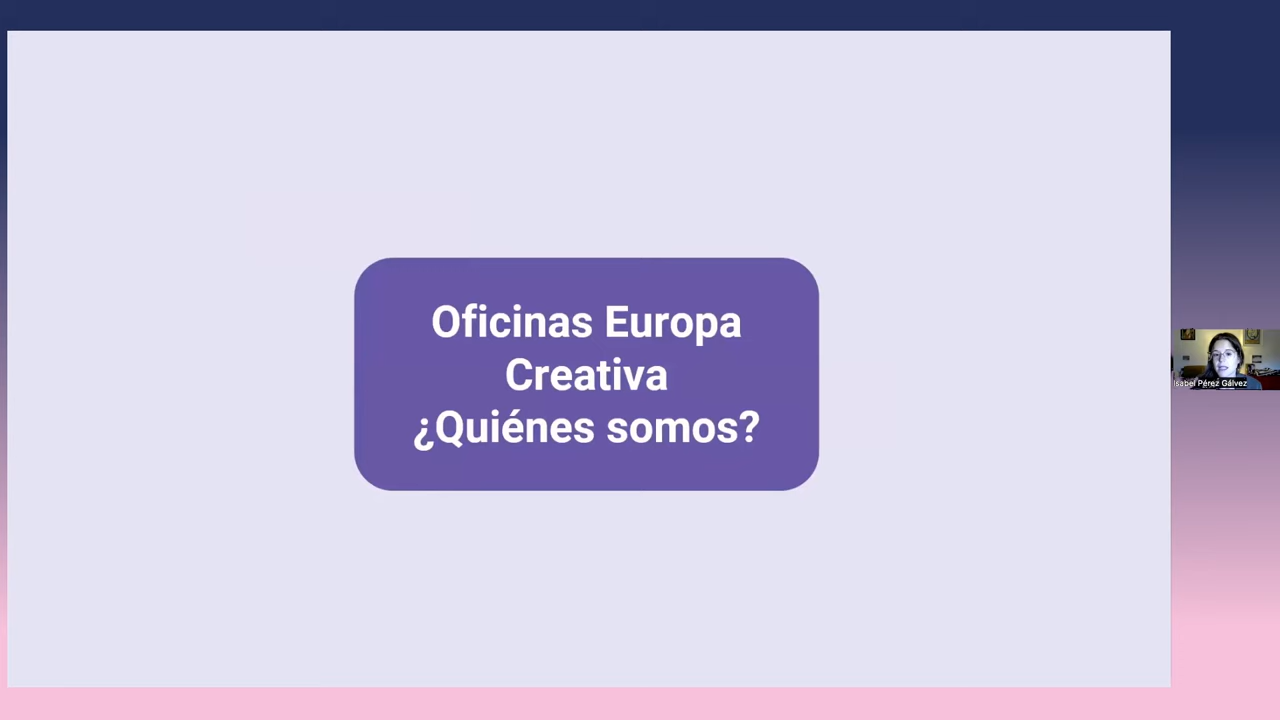 Oficinas Europa
Creativa
¿Quiénes somos?
Isabel Pérez Gálvez